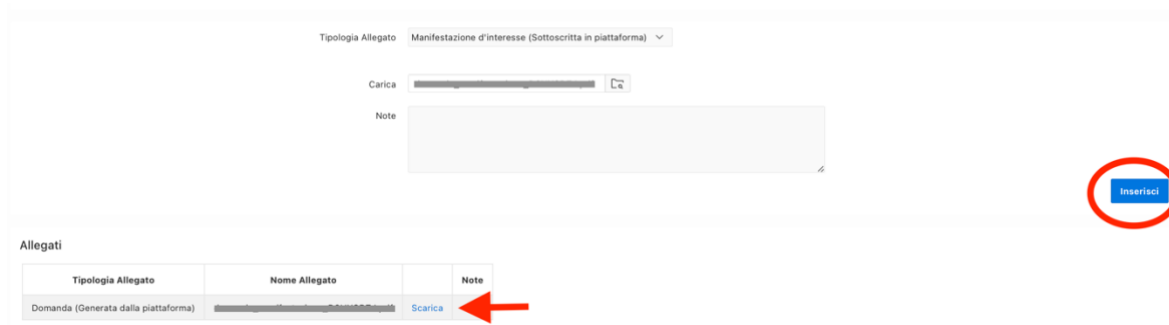 Tipologia Allegato Manifestazione d'interesse (Sottoscritta in piattaforma)
Carica
Note
Inserisci
Allegati
Tipologia Allegato Nome Allegato Note
Domanda (Generata dalla piattaforma) Scarica